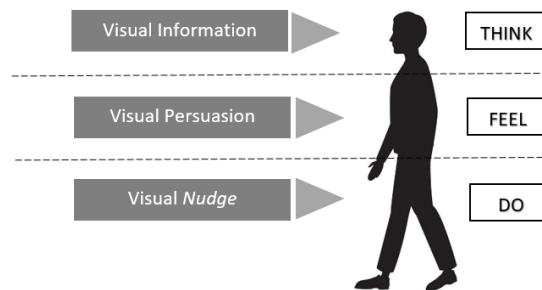 Visual Information
THINK
Visual Persuasion
FEEL
Visual Nudge
DO